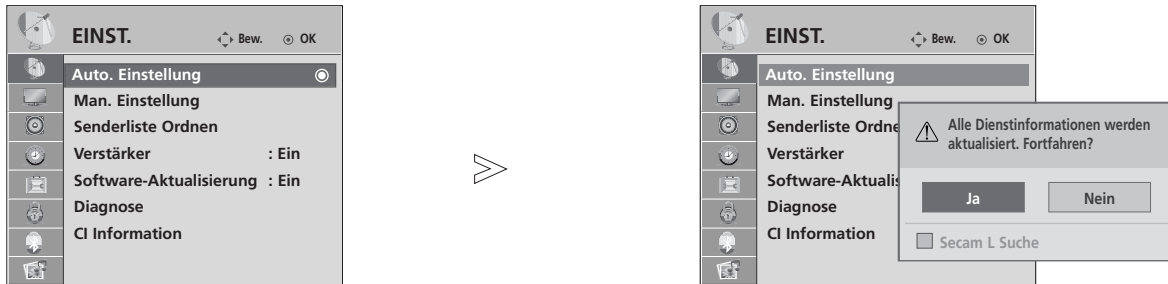 EINST. Bew. OK
Auto. Einstellung
Man. Einstellung
Senderliste Ordnen
Verstärker : Ein
Software-Aktualisierung : Ein
Diagnose
CI Information
EINST. Bew. OK
Auto. Einstellung
Man. Einstellung
Senderliste Ordne
Verstärker
Software-Aktualis
Diagnose
CI Information
Alle Dienstinformationen werden
aktualisiert. Fortfahren?
Ja Nein
Secam L Suche